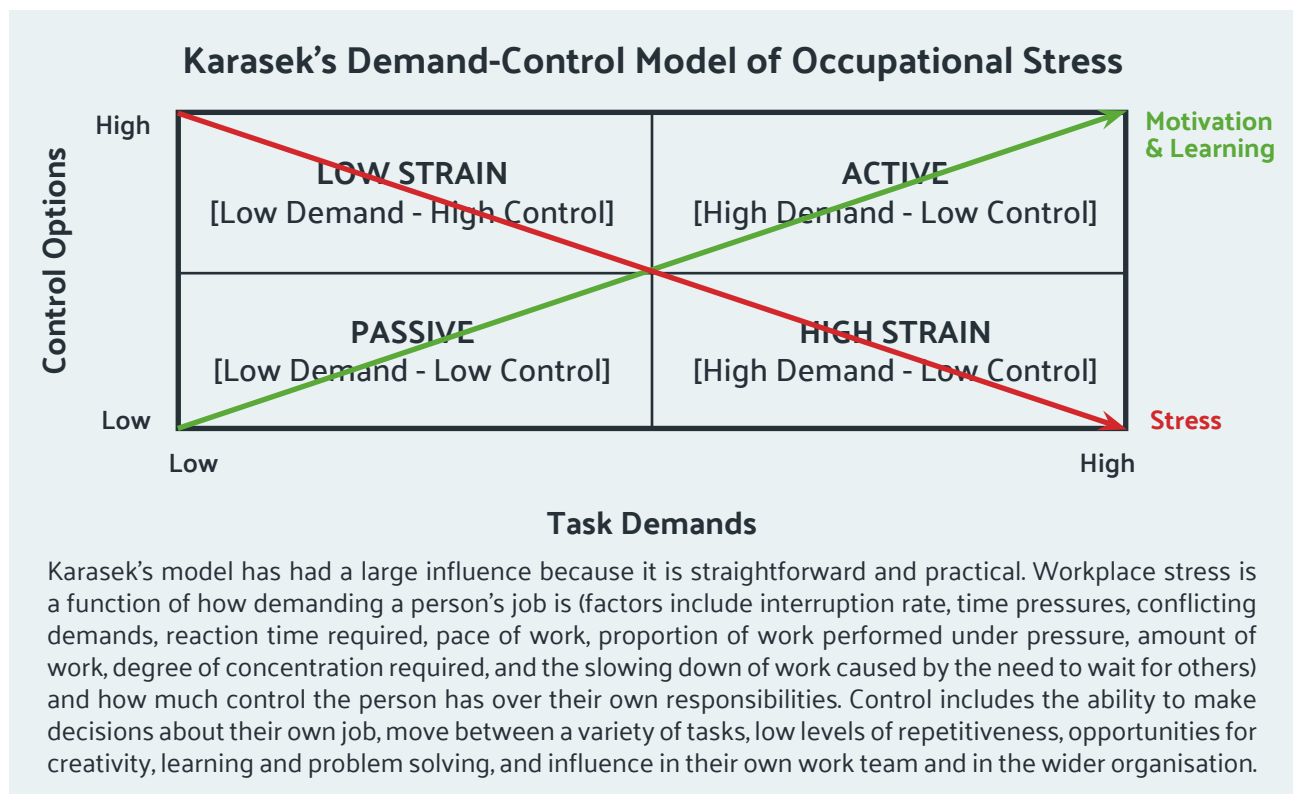 Karasek's Demand-Control Model of Occupational Stress
High
Motivation
& Learning
Control Options
LOW STRAIN
[Low Demand - High Control]
ACTIVE
[High Demand - Low Control]
PASSIVE
[Low Demand - Low Control]
HIGH STRAIN
[High Demand - Low Control]
Low
Stress
Low
High
Task Demands
Karasek's model has had a large influence because it is straightforward and practical. Workplace stress is
a function of how demanding a person's job is (factors include interruption rate, time pressures, conflicting
demands, reaction time required, pace of work, proportion of work performed under pressure, amount of
work, degree of concentration required, and the slowing down of work caused by the need to wait for others)
and how much control the person has over their own responsibilities. Control includes the ability to make
decisions about their own job, move between a variety of tasks, low levels of repetitiveness, opportunities for
creativity, learning and problem solving, and influence in their own work team and in the wider organisation.